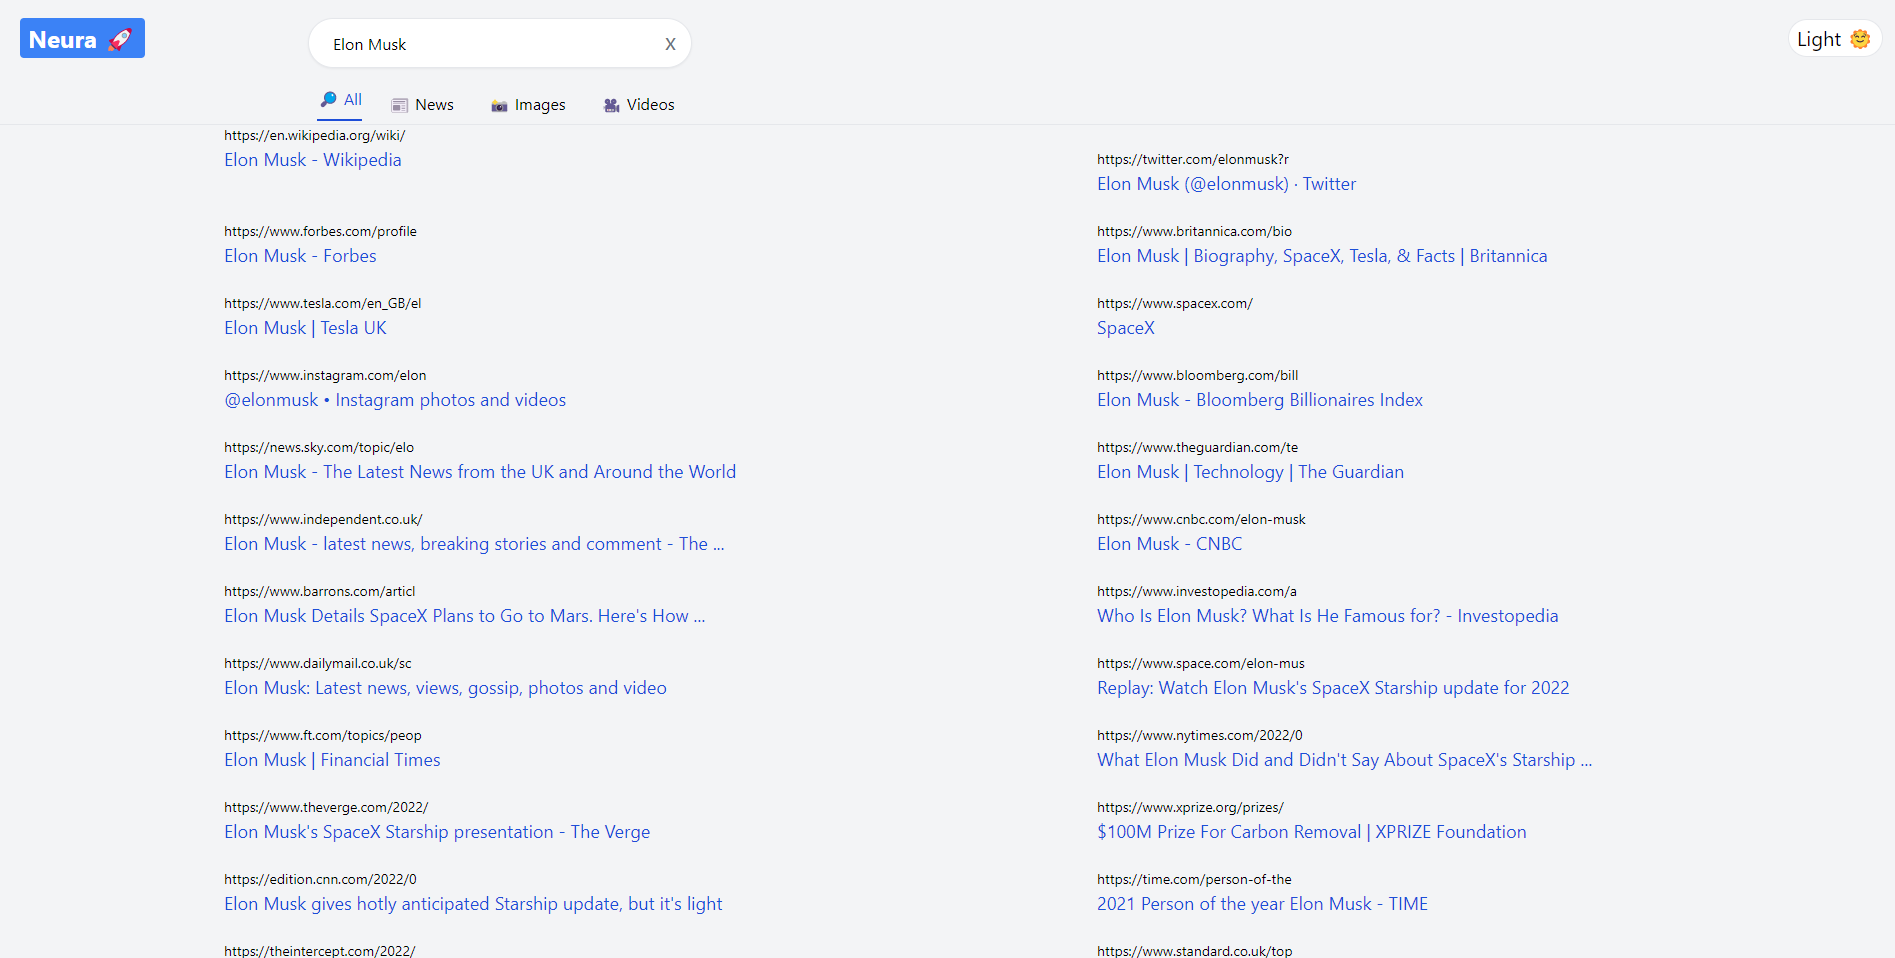 Neura 🚀
Elon Musk X
Light 🌞
🔎 All 📰 News 📸 Images 🎥 Videos
https://en.wikipedia.org/wiki/
Elon Musk - Wikipedia
https://twitter.com/elonmusk?r
Elon Musk (@elonmusk) · Twitter
https://www.forbes.com/profile
Elon Musk - Forbes
https://www.britannica.com/bio
Elon Musk | Biography, SpaceX, Tesla, & Facts | Britannica
https://www.tesla.com/en_GB/el
Elon Musk | Tesla UK
https://www.spacex.com/
SpaceX
https://www.instagram.com/elon
@elonmusk • Instagram photos and videos
https://www.bloomberg.com/bill
Elon Musk - Bloomberg Billionaires Index
https://news.sky.com/topic/elo
Elon Musk - The Latest News from the UK and Around the World
https://www.theguardian.com/te
Elon Musk | Technology | The Guardian
https://www.independent.co.uk/
Elon Musk - latest news, breaking stories and comment - The ...
https://www.cnbc.com/elon-musk
Elon Musk - CNBC
https://www.barrons.com/articl
Elon Musk Details SpaceX Plans to Go to Mars. Here's How ...
https://www.investopedia.com/a
Who Is Elon Musk? What Is He Famous for? - Investopedia
https://www.dailymail.co.uk/sc
Elon Musk: Latest news, views, gossip, photos and video
https://www.space.com/elon-mus
Replay: Watch Elon Musk's SpaceX Starship update for 2022
https://www.ft.com/topics/peop
Elon Musk | Financial Times
https://www.nytimes.com/2022/0
What Elon Musk Did and Didn't Say About SpaceX's Starship ...
https://www.theverge.com/2022/
Elon Musk's SpaceX Starship presentation - The Verge
https://www.xprize.org/prizes/
$100M Prize For Carbon Removal | XPRIZE Foundation
https://edition.cnn.com/2022/0
Elon Musk gives hotly anticipated Starship update, but it's light
https://time.com/person-of-the
2021 Person of the year Elon Musk - TIME
https://theintercept.com/2022/
https://www.standard.co.uk/top